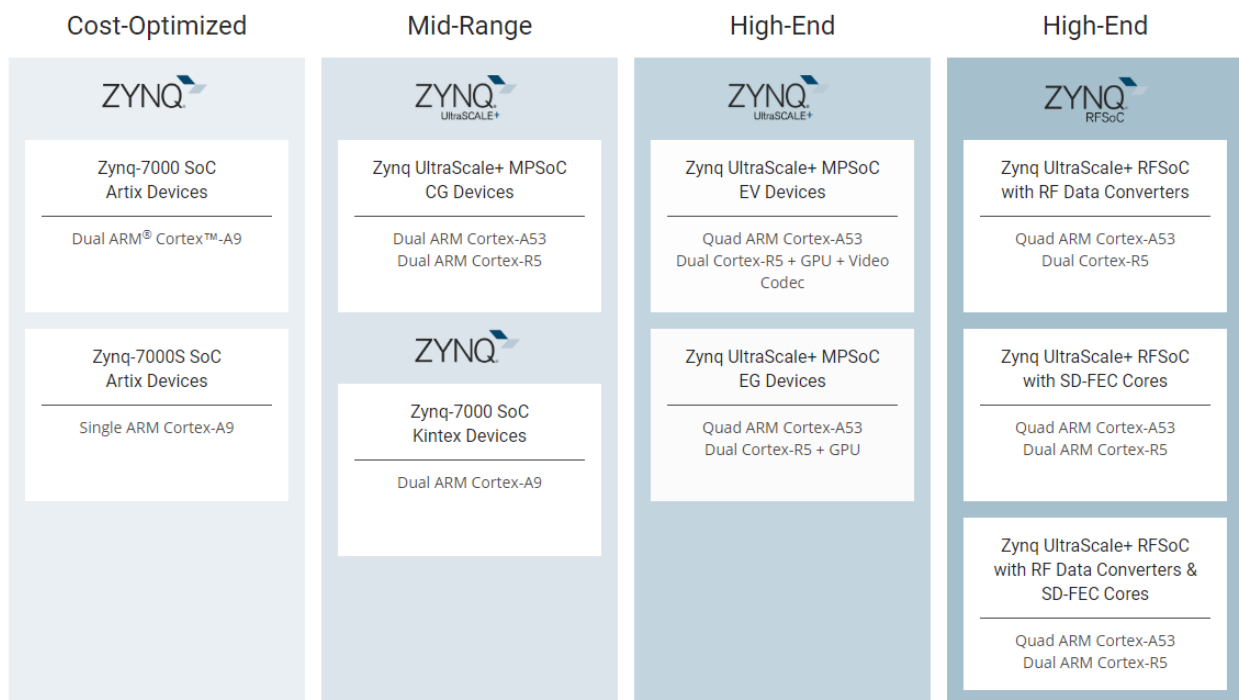 Cost-Optimized
ZYNQ®
Zynq-7000 SoC
Artix Devices
Dual ARM® Cortex™-A9
Zynq-7000S SoC
Artix Devices
Single ARM Cortex-A9
Mid-Range
ZYNQ®
UltraSCALE+
Zynq UltraScale+ MPSoC
CG Devices
Dual ARM Cortex-A53
Dual ARM Cortex-R5
ZYNQ®
Zynq-7000 SoC
Kintex Devices
Dual ARM Cortex-A9
High-End
ZYNQ®
UltraSCALE+
Zynq UltraScale+ MPSoC
EV Devices
Quad ARM Cortex-A53
Dual Cortex-R5 + GPU + Video
Codec
Zynq UltraScale+ MPSoC
EG Devices
Quad ARM Cortex-A53
Dual Cortex-R5 + GPU
High-End
ZYNQ®
RFSoC
Zynq UltraScale+ RFSoC
with RF Data Converters
Quad ARM Cortex-A53
Dual Cortex-R5
Zynq UltraScale+ RFSoC
with SD-FEC Cores
Quad ARM Cortex-A53
Dual ARM Cortex-R5
Zynq UltraScale+ RFSoC
with RF Data Converters &
SD-FEC Cores
Quad ARM Cortex-A53
Dual ARM Cortex-R5